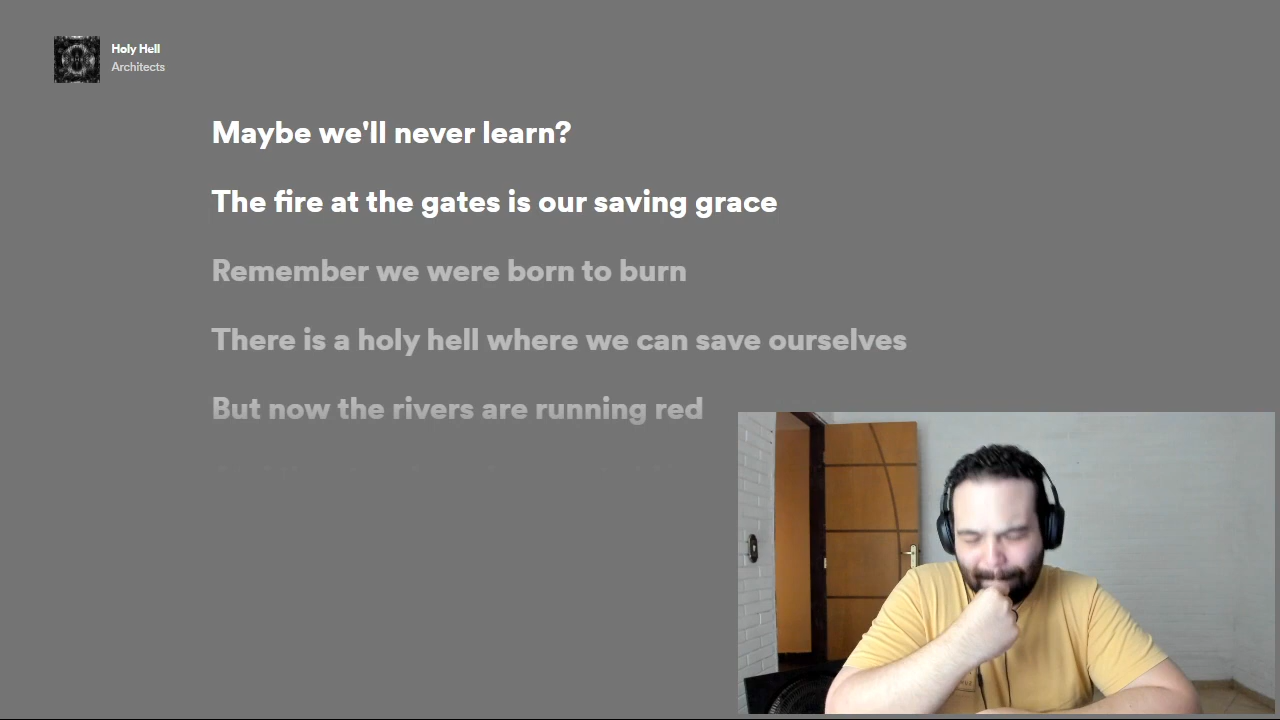 Holy Hell
Architects
Maybe we'll never learn?
The fire at the gates is our saving grace
Remember we were born to burn
There is a holy hell where we can save ourselves
But now the rivers are running red